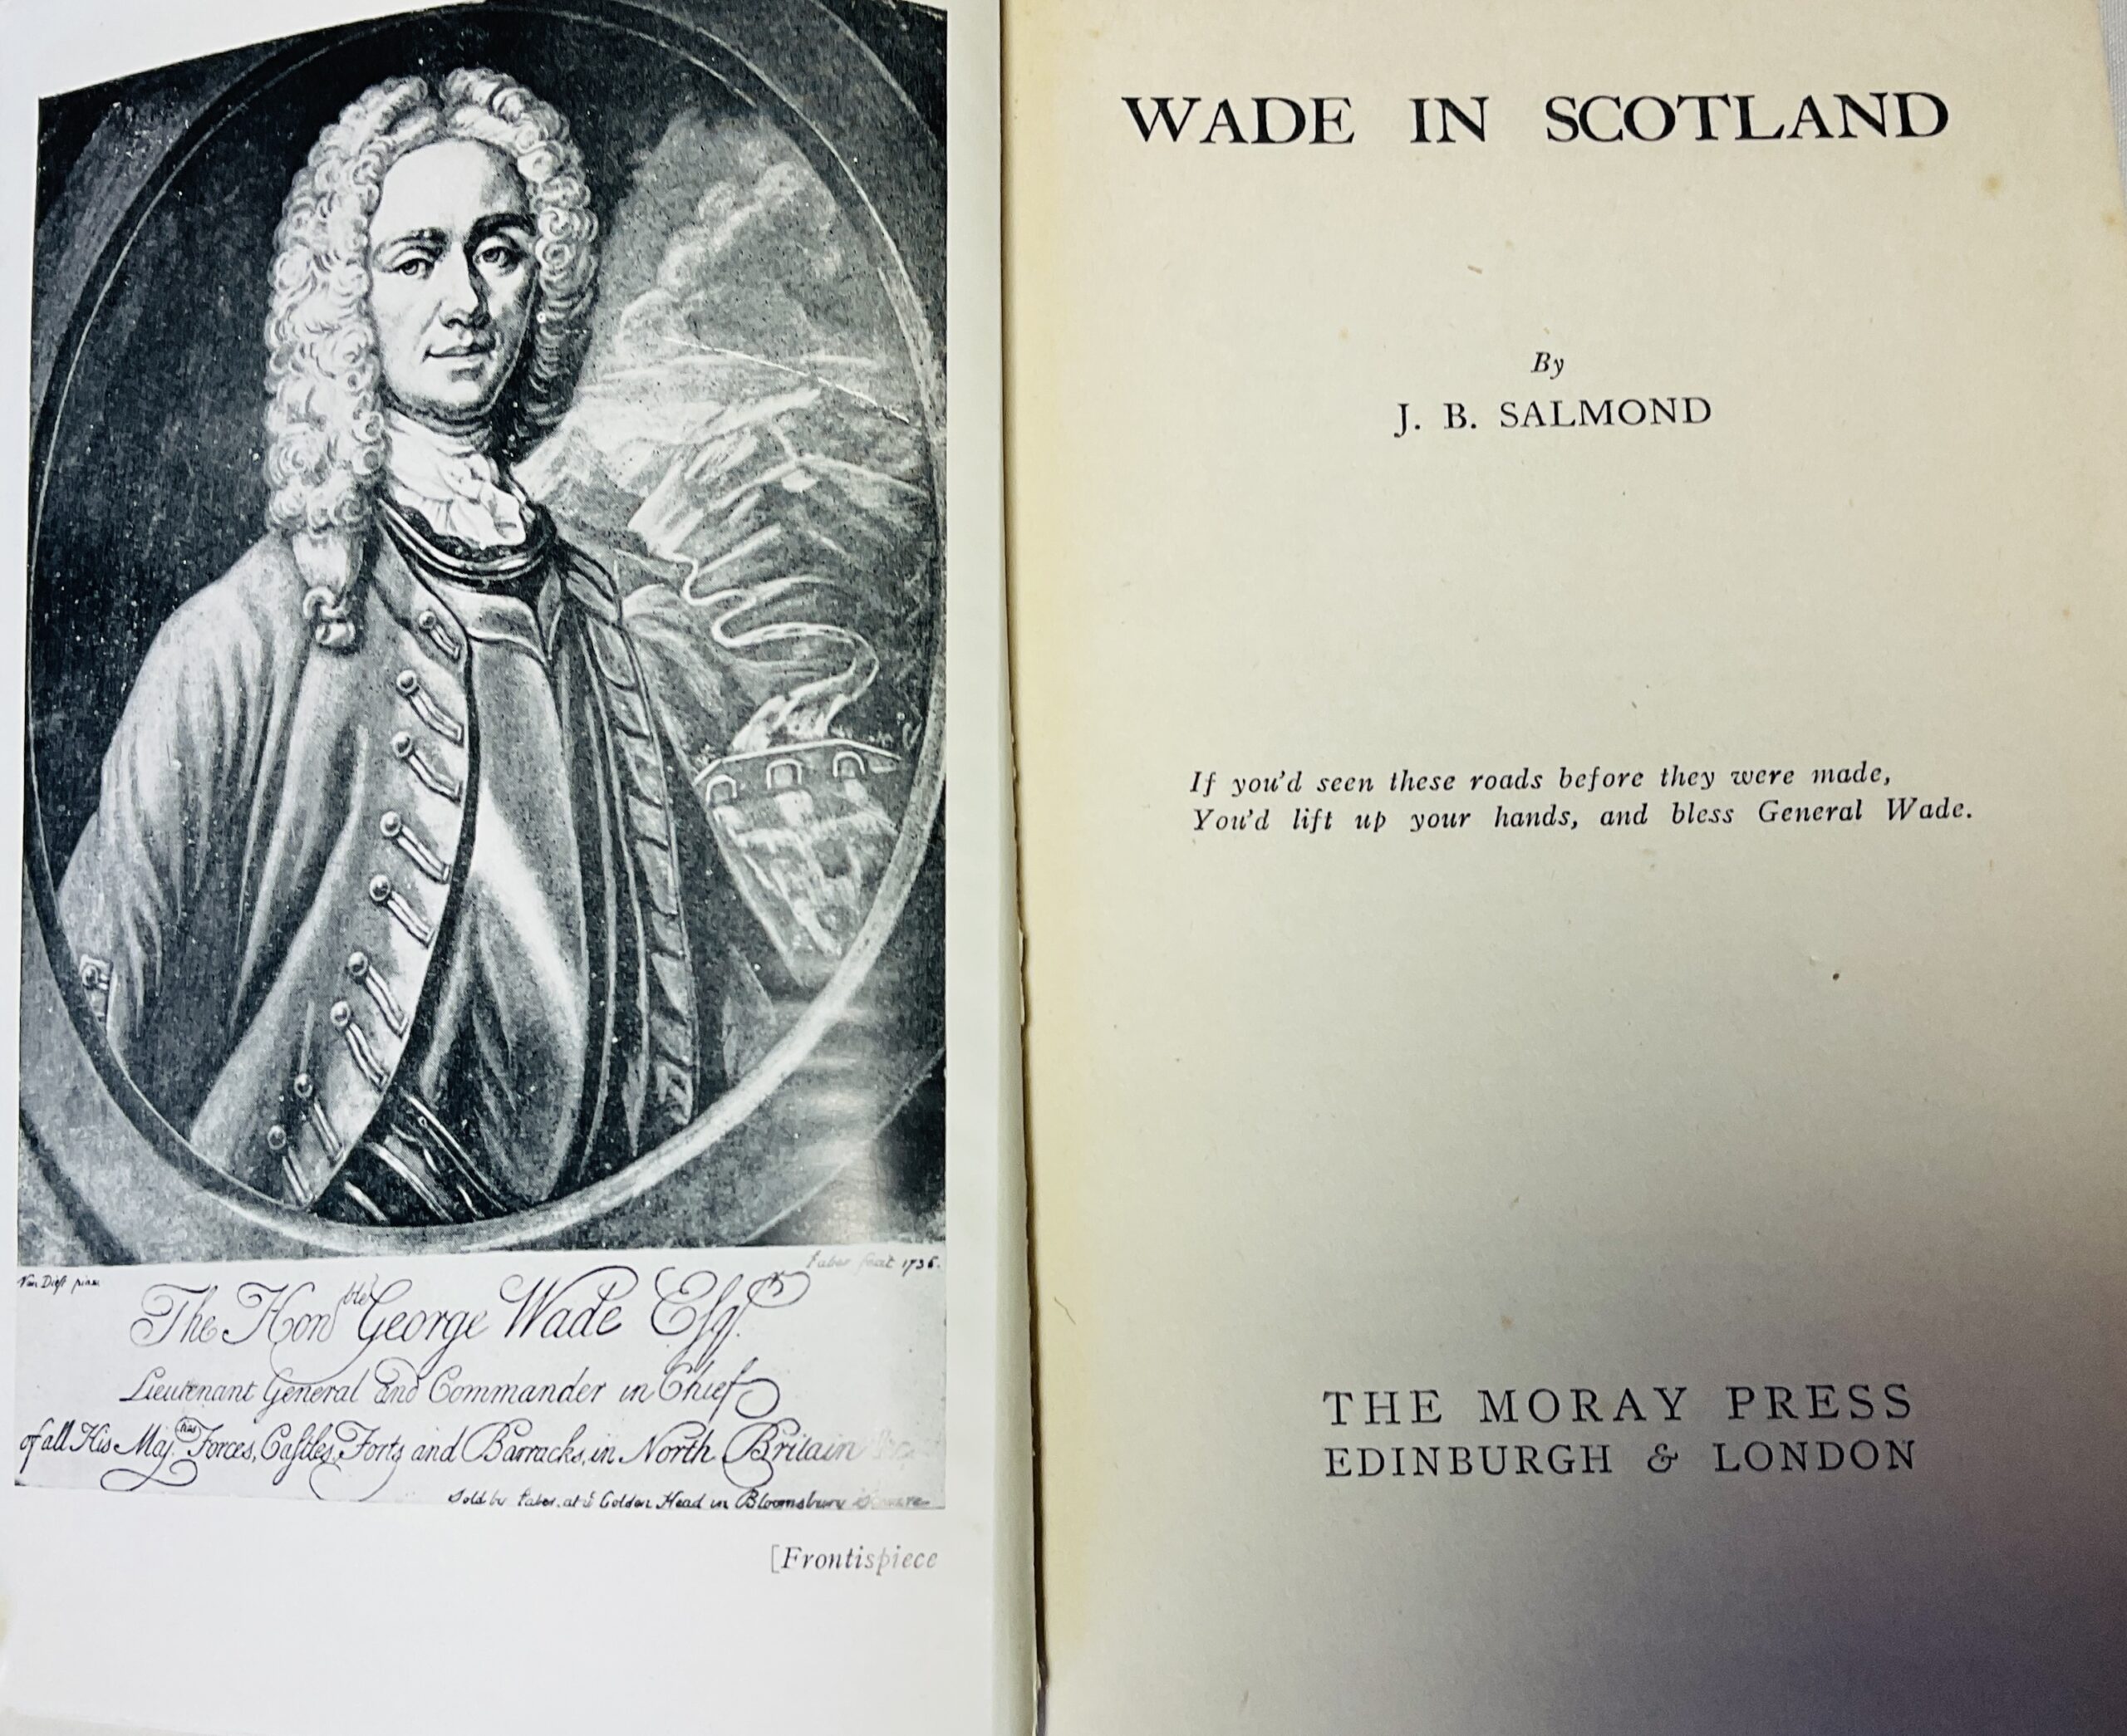 Van Diest pinx.
Faber fecit 1736.
The Hon^ble George Wade Esq^r.
Lieutenant General and Commander in Chief
of all His Maj.^ties Forces, Castles, Forts and Barracks, in North Britain
Sold by Faber, at y^e Golden Head in Bloomsbury Square
[Frontispiece
WADE IN SCOTLAND
By
J. B. SALMOND
If you'd seen these roads before they were made,
You'd lift up your hands, and bless General Wade.
THE MORAY PRESS
EDINBURGH & LONDON